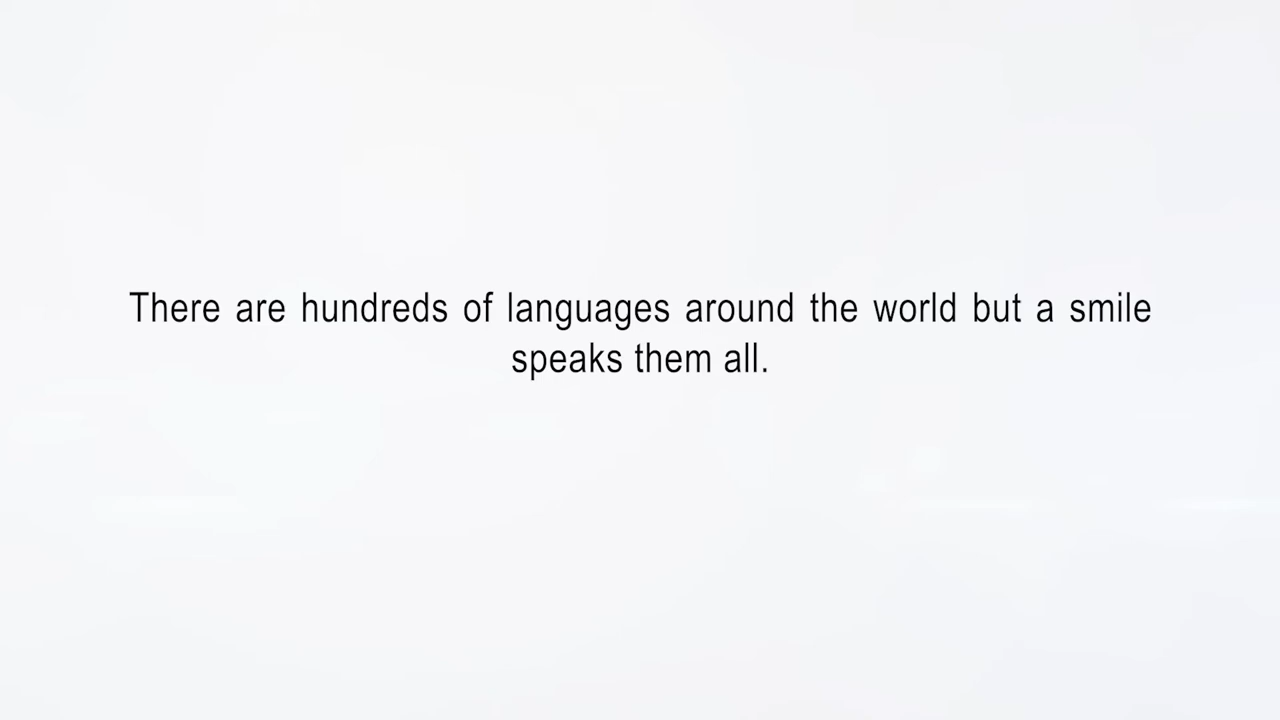 There are hundreds of languages around the world but a smile
speaks them all.